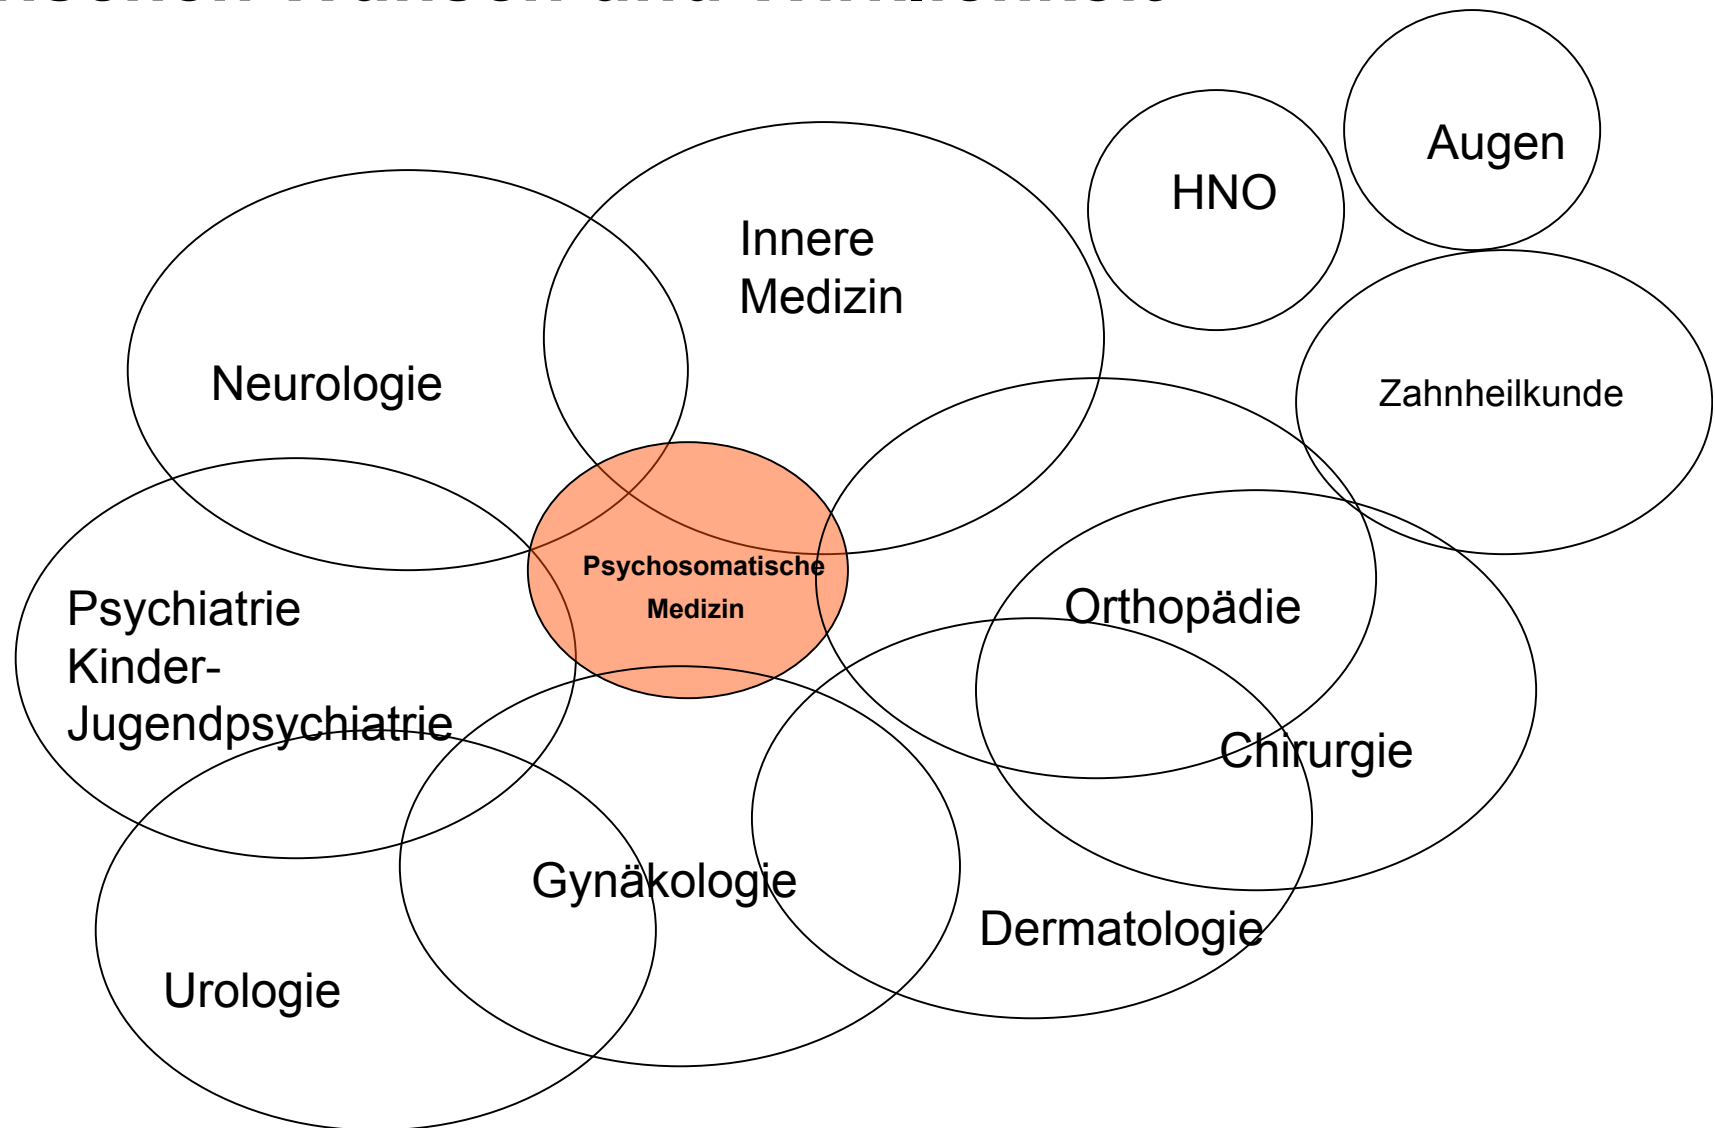 Augen
HNO
Innere
Medizin
Neurologie
Zahnheilkunde
Psychosomatische
Medizin
Psychiatrie
Kinder-
Jugendpsychiatrie
Orthopädie
Chirurgie
Gynäkologie
Dermatologie
Urologie